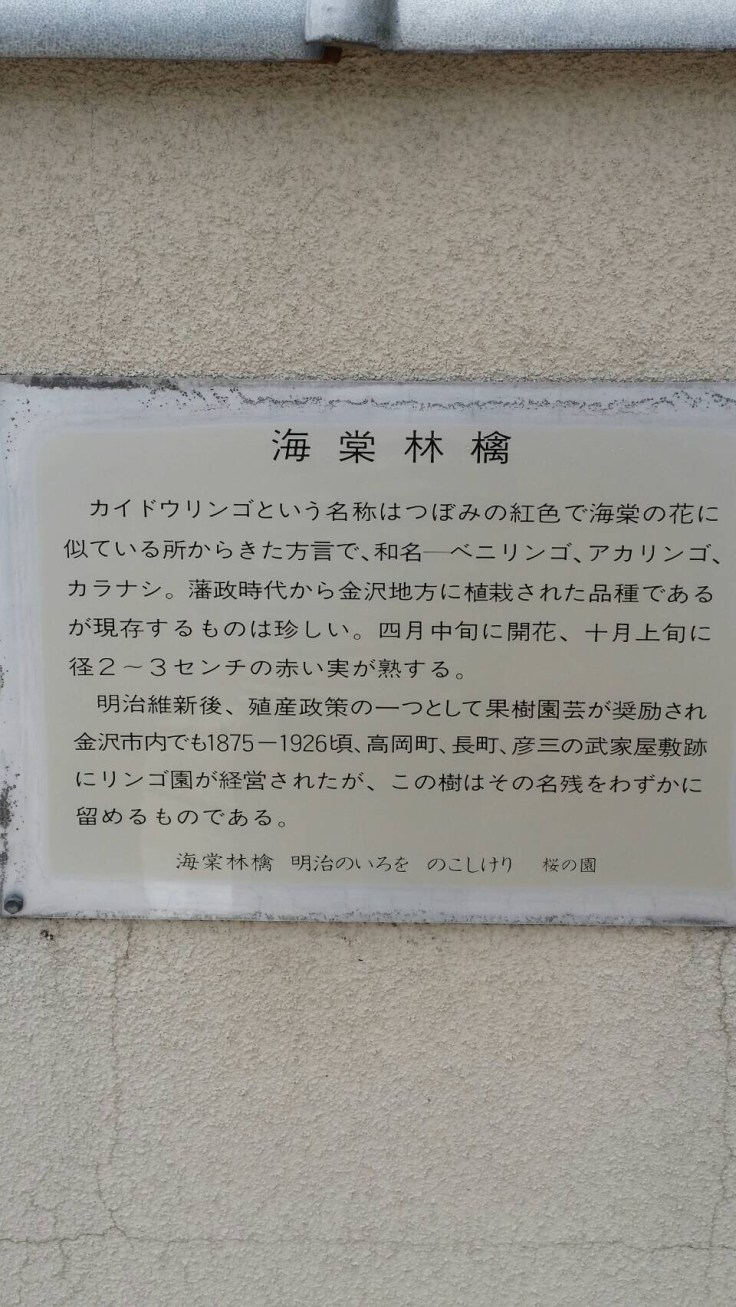 海棠林檎
カイドウリンゴという名称はつぼみの紅色で海棠の花に
似ている所からきた方言で、和名―ベニリンゴ、アカリンゴ、
カラナシ。藩政時代から金沢地方に植栽された品種である
が現存するものは珍しい。四月中旬に開花、十月上旬に
径2〜3センチの赤い実が熟する。
明治維新後、殖産政策の一つとして果樹園芸が奨励され
金沢市内でも1875－1926頃、高岡町、長町、彦三の武家屋敷跡
にリンゴ園が経営されたが、この樹はその名残をわずかに
留めるものである。
海棠林檎　明治のいろを　のこしけり　桜の園